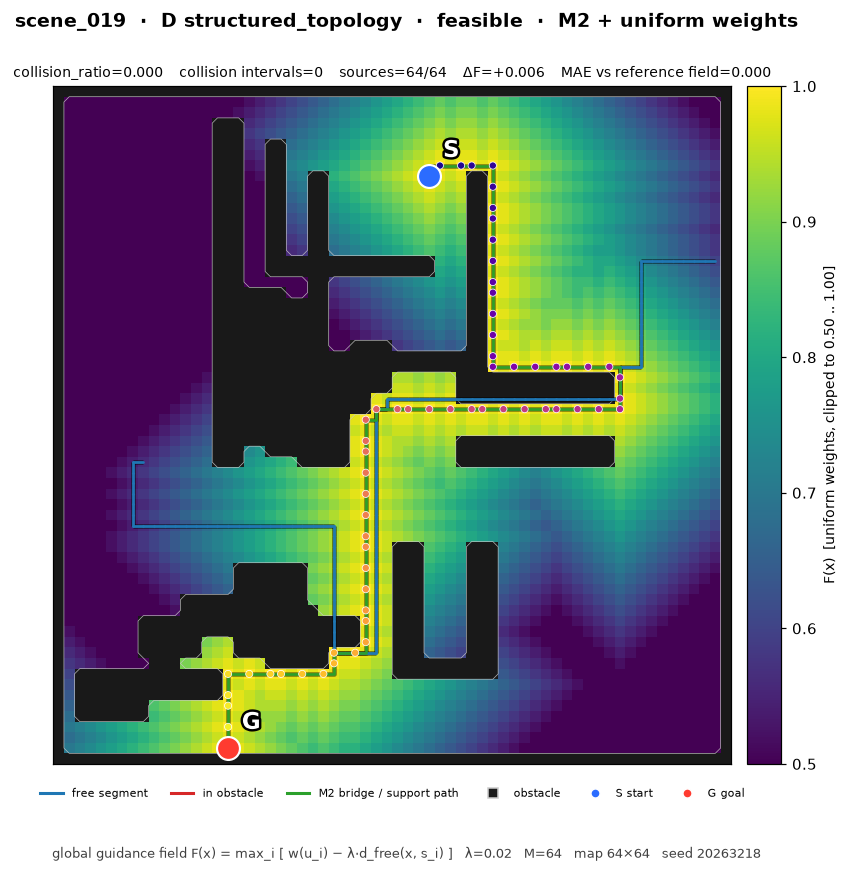 scene_019 · D structured_topology · feasible · M2 + uniform weights
collision_ratio=0.000 collision intervals=0 sources=64/64 ΔF=+0.006 MAE vs reference field=0.000
S
G
1.0
0.9
0.8
0.7
0.6
0.5
F(x) [uniform weights, clipped to 0.50 .. 1.00]
free segment
in obstacle
M2 bridge / support path
obstacle
S start
G goal
global guidance field F(x) = max_i [ w(u_i) − λ·d_free(x, s_i) ] λ=0.02 M=64 map 64×64 seed 20263218